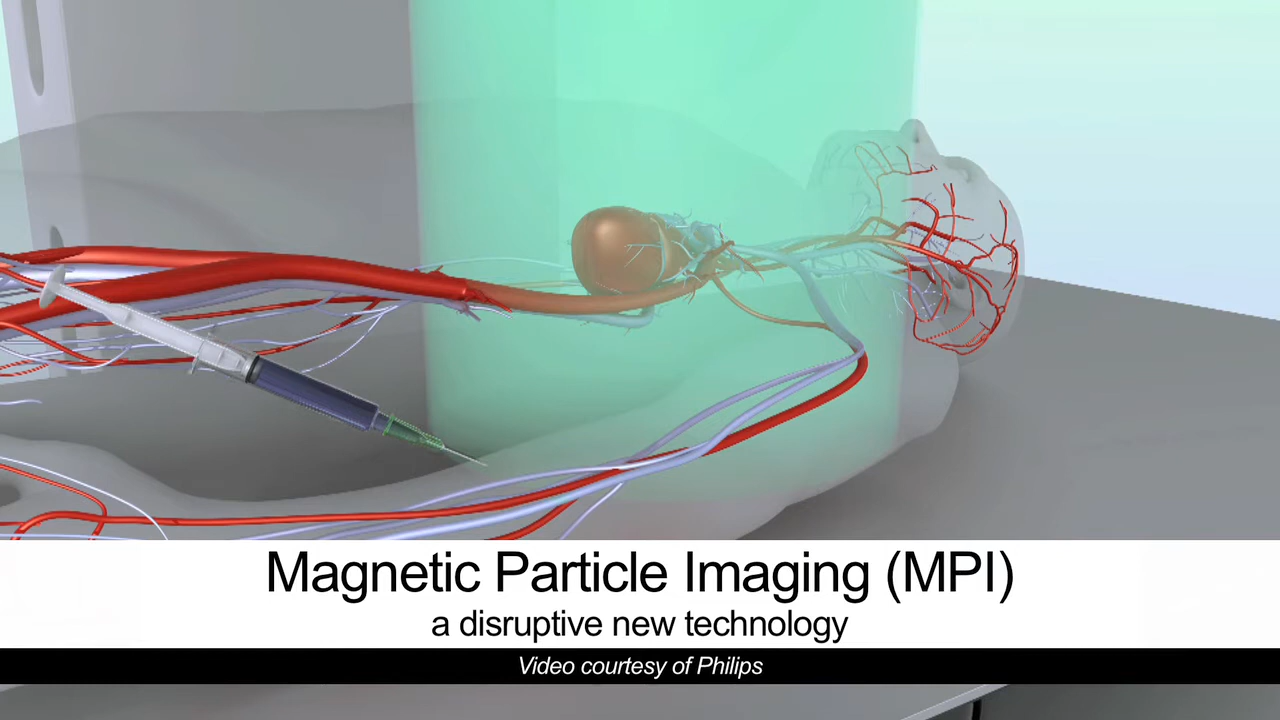 Magnetic Particle Imaging (MPI)
a disruptive new technology
Video courtesy of Philips